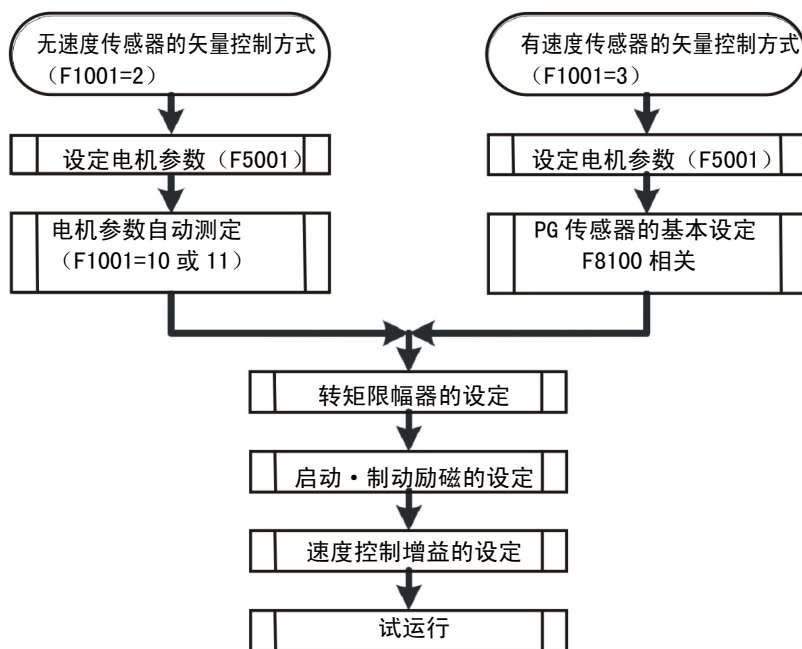 无速度传感器的矢量控制方式
（F1001=2）
设定电机参数（F5001）
电机参数自动测定
（F1001=10 或 11）
有速度传感器的矢量控制方式
（F1001=3）
设定电机参数（F5001）
PG 传感器的基本设定
F8100 相关
转矩限幅器的设定
启动・制动励磁的设定
速度控制增益的设定
试运行